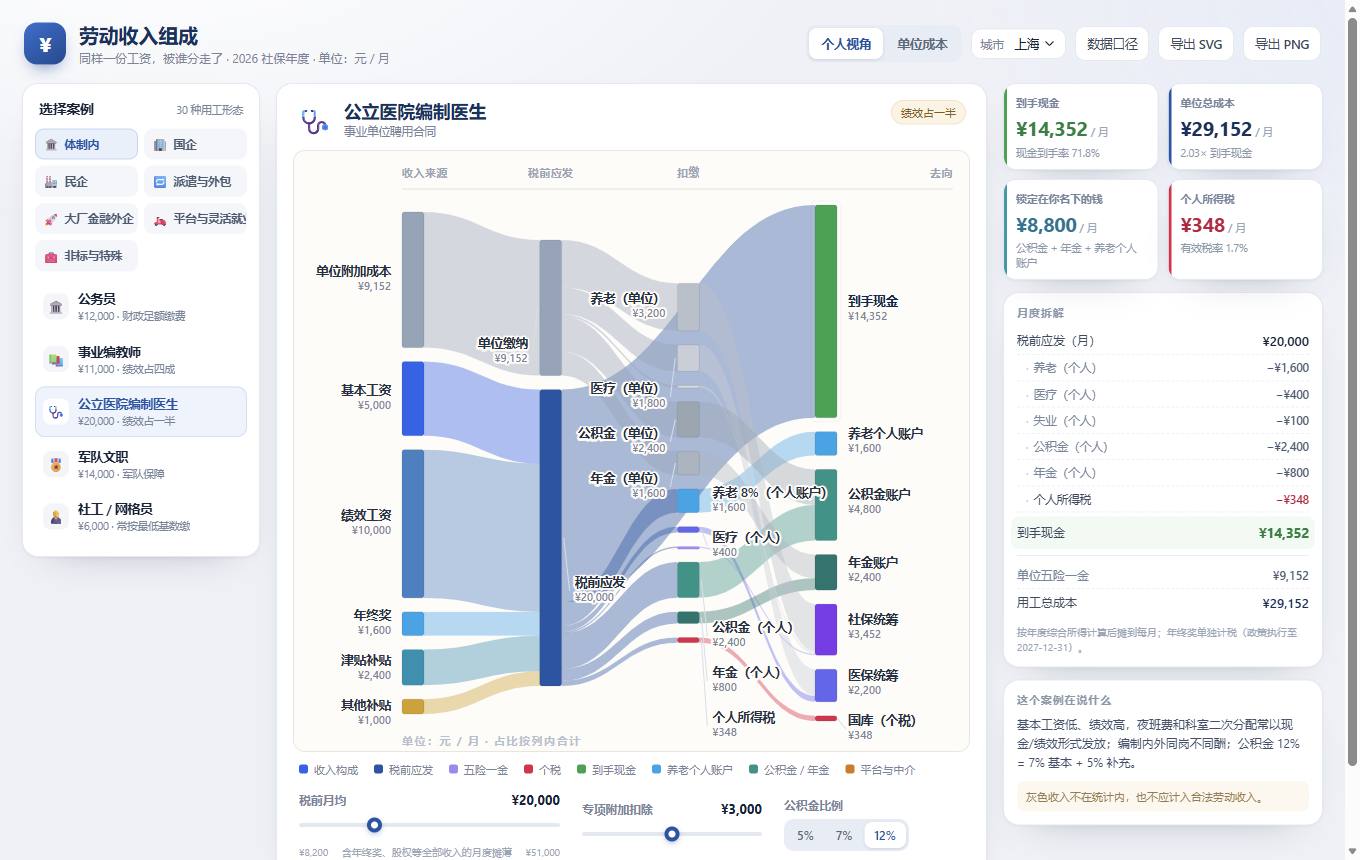 ¥
劳动收入组成
同样一份工资，被谁分走了 · 2026 社保年度 · 单位：元 / 月
个人视角
单位成本
城市 上海
数据口径
导出 SVG
导出 PNG
选择案例
30 种用工形态
体制内
国企
民企
派遣与外包
大厂金融外企
平台与灵活就业
非标与特殊
公务员
¥12,000 · 财政足额缴费
事业编教师
¥11,000 · 绩效占四成
公立医院编制医生
¥20,000 · 绩效占一半
军队文职
¥14,000 · 军队保障
社工 / 网格员
¥6,000 · 常按最低基数缴
公立医院编制医生
事业单位聘用合同
绩效占一半
收入来源
税前应发
扣缴
去向
单位附加成本
¥9,152
基本工资
¥5,000
绩效工资
¥10,000
年终奖
¥1,600
津贴补贴
¥2,400
其他补贴
¥1,000
单位缴纳
¥9,152
税前应发
¥20,000
养老（单位）
¥3,200
医疗（单位）
¥1,800
公积金（单位）
¥2,400
年金（单位）
¥1,600
养老 8%（个人账户）
¥1,600
医疗（个人）
¥400
公积金（个人）
¥2,400
年金（个人）
¥800
个人所得税
¥348
到手现金
¥14,352
养老个人账户
¥1,600
公积金账户
¥4,800
年金账户
¥2,400
社保统筹
¥3,452
医保统筹
¥2,200
国库（个税）
¥348
单位：元 / 月 · 占比按列内合计
收入构成
税前应发
五险一金
个税
到手现金
养老个人账户
公积金 / 年金
平台与中介
税前月均
¥20,000
¥8,200
含年终奖、股权等全部收入的月度摊薄
¥51,000
专项附加扣除
¥3,000
公积金比例
5%
7%
12%
到手现金
¥14,352 / 月
现金到手率 71.8%
单位总成本
¥29,152 / 月
2.03× 到手现金
锁定在你名下的钱
¥8,800 / 月
公积金 + 年金 + 养老个人
账户
个人所得税
¥348 / 月
有效税率 1.7%
月度拆解
税前应发（月） ¥20,000
· 养老（个人） −¥1,600
· 医疗（个人） −¥400
· 失业（个人） −¥100
· 公积金（个人） −¥2,400
· 年金（个人） −¥800
· 个人所得税 −¥348
到手现金 ¥14,352
单位五险一金 ¥9,152
用工总成本 ¥29,152
按年度综合所得计算后摊到每月；年终奖单独计税（政策执行至
2027-12-31）。
这个案例在说什么
基本工资低、绩效高，夜班费和科室二次分配常以现
金/绩效形式发放；编制内外同岗不同酬；公积金 12%
= 7% 基本 + 5% 补充。
灰色收入不在统计内，也不应计入合法劳动收入。